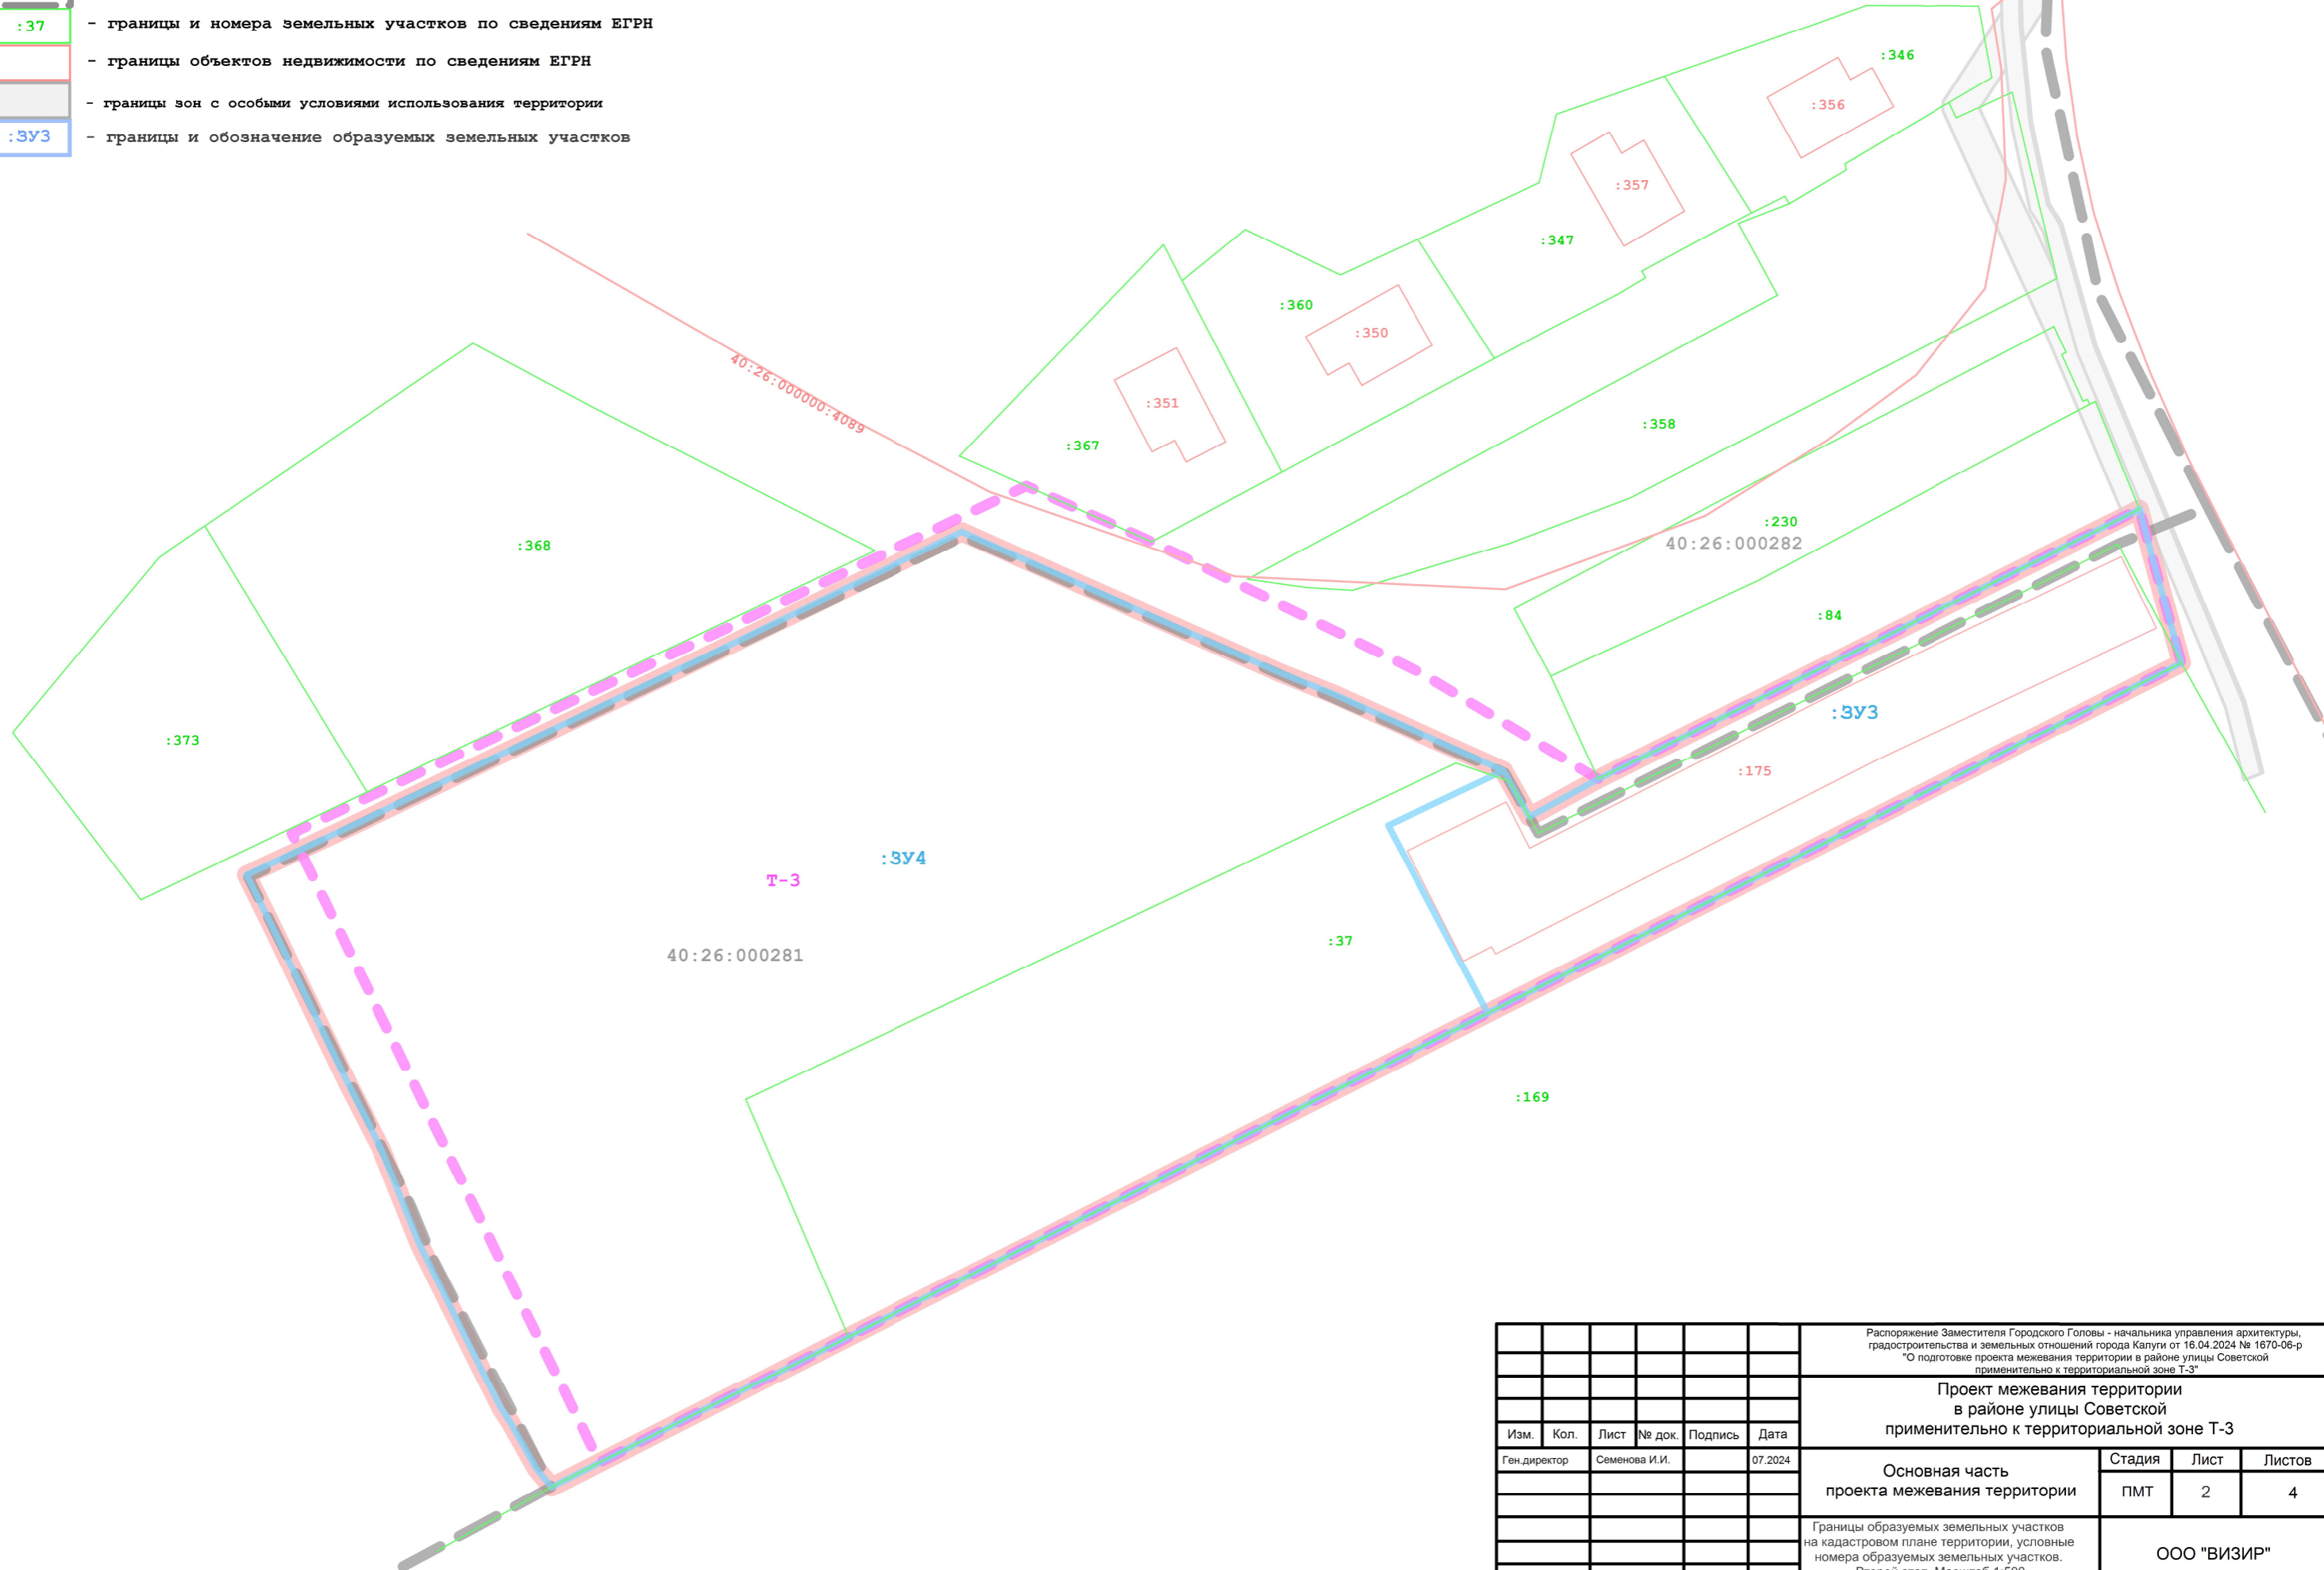 :37
- границы и номера земельных участков по сведениям ЕГРН
- границы объектов недвижимости по сведениям ЕГРН
- границы зон с особыми условиями использования территории
:ЗУ3
- границы и обозначение образуемых земельных участков
:346
:356
:357
:347
:360
:350
40:26:000000:4089
:351
:367
:358
:368
:230
40:26:000282
:84
:ЗУ3
:373
:175
:ЗУ4
Т-3
:37
40:26:000281
:169
Распоряжение Заместителя Городского Головы - начальника управления архитектуры,
градостроительства и земельных отношений города Калуги от 16.04.2024 № 1670-06-р
"О подготовке проекта межевания территории в районе улицы Советской
применительно к территориальной зоне Т-3"
Проект межевания территории
в районе улицы Советской
применительно к территориальной зоне Т-3
Изм. Кол. Лист № док. Подпись Дата
Ген.директор Семенова И.И. 07.2024
Основная часть
проекта межевания территории
Стадия Лист Листов
ПМТ 2 4
Границы образуемых земельных участков
на кадастровом плане территории, условные
номера образуемых земельных участков.
Второй этап. Масштаб 1:500
ООО "ВИЗИР"